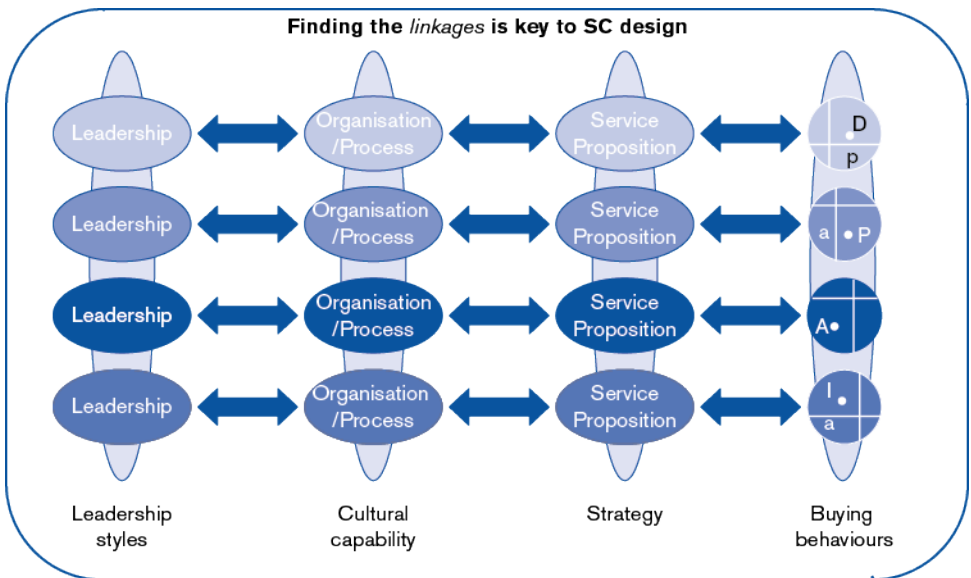 Finding the linkages is key to SC design
Leadership
Organisation
/Process
Service
Proposition
D
p
Leadership
Organisation
/Process
Service
Proposition
a P
Leadership
Organisation
/Process
Service
Proposition
A
Leadership
Organisation
/Process
Service
Proposition
I
a
Leadership
styles
Cultural
capability
Strategy
Buying
behaviours